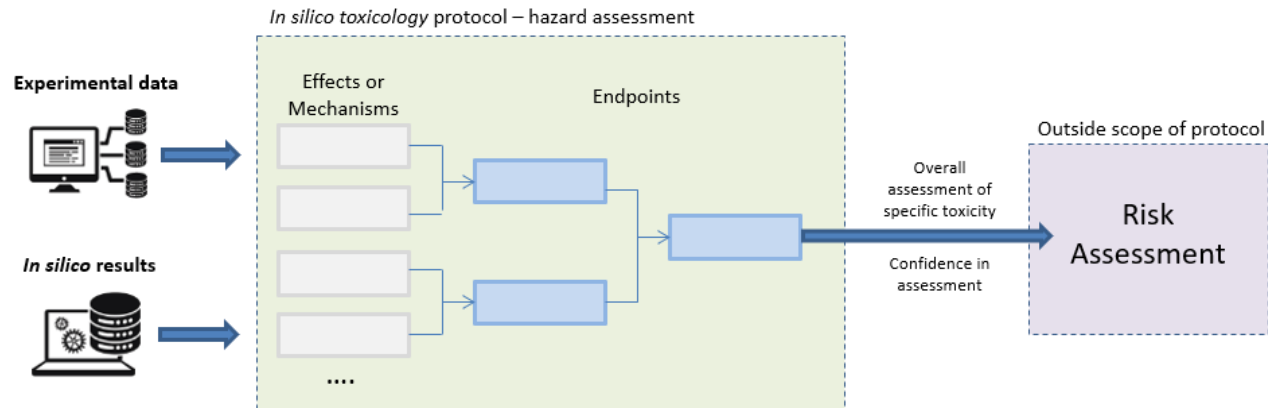 In silico toxicology protocol – hazard assessment
Experimental data
Effects or
Mechanisms
Endpoints
Outside scope of protocol
Overall
assessment of
specific toxicity
Risk
Assessment
In silico results
Confidence in
assessment
....